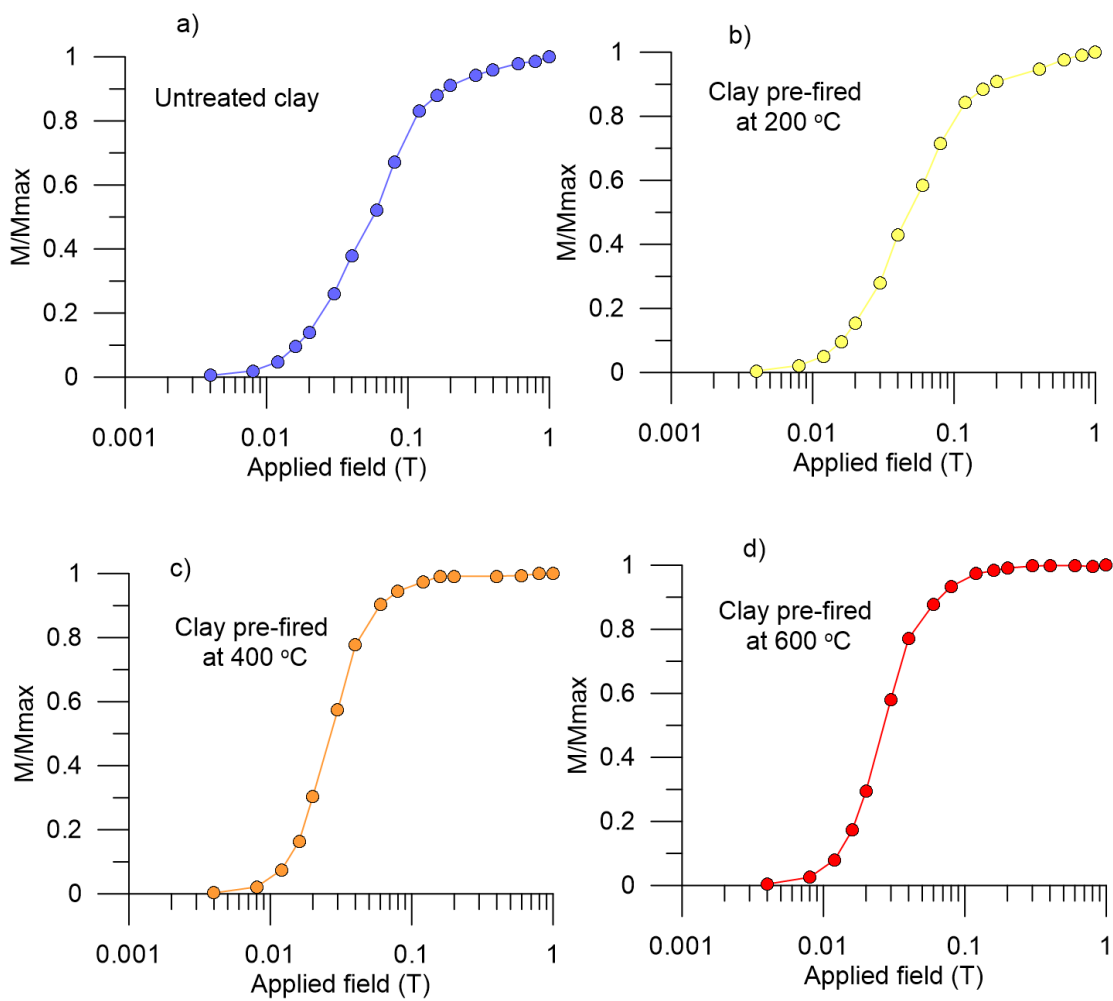 a)
Untreated clay
M/Mmax
1
0.8
0.6
0.4
0.2
0
0.001
0.01
0.1
1
Applied field (T)
b)
Clay pre-fired
at 200 ºC
M/Mmax
1
0.8
0.6
0.4
0.2
0
0.001
0.01
0.1
1
Applied field (T)
c)
Clay pre-fired
at 400 ºC
M/Mmax
1
0.8
0.6
0.4
0.2
0
0.001
0.01
0.1
1
Applied field (T)
d)
Clay pre-fired
at 600 ºC
M/Mmax
1
0.8
0.6
0.4
0.2
0
0.001
0.01
0.1
1
Applied field (T)